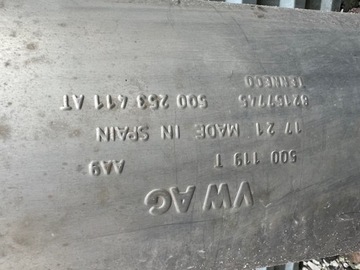 VW AG
500 119 T AA9
17 21 MADE IN SPAIN
82157745 500 253 411 AT
TENNECO